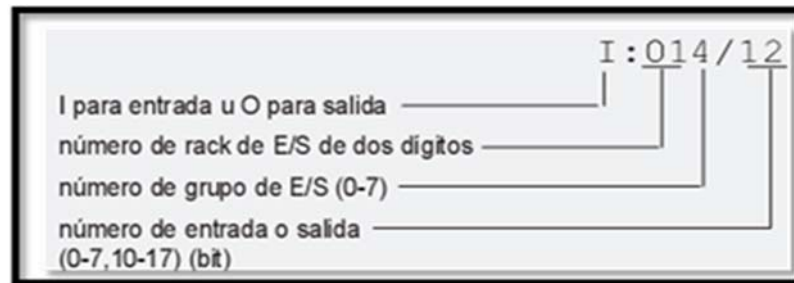 I:014/12
I para entrada u O para salida
número de rack de E/S de dos dígitos
número de grupo de E/S (0-7)
número de entrada o salida
(0-7,10-17) (bit)